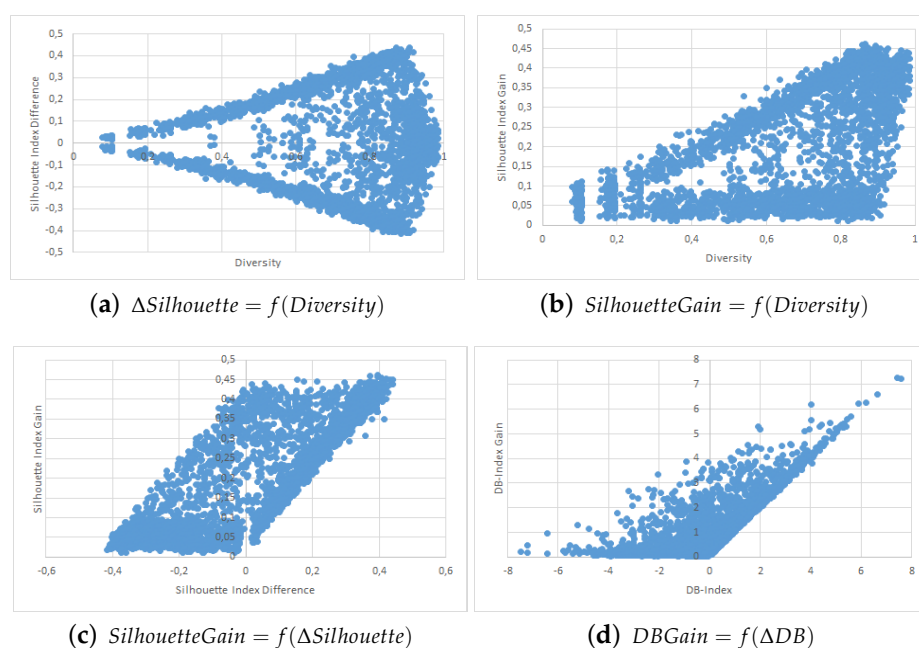 0,5
0,4
0,3
0,2
0,1
0
-0,1
-0,2
-0,3
-0,4
-0,5
0 0,2 0,4 0,6 0,8 1
Silhouette Index Difference
Diversity
(a) ΔSilhouette = f(Diversity)
0,5
0,45
0,4
0,35
0,3
0,25
0,2
0,15
0,1
0,05
0
0 0,2 0,4 0,6 0,8 1
Silhouette Index Gain
Diversity
(b) SilhouetteGain = f(Diversity)
0,5
0,45
0,4
0,35
0,3
0,25
0,2
0,15
0,1
0,05
0
-0,6 -0,4 -0,2 0 0,2 0,4 0,6
Silhouette Index Gain
Silhouette Index Difference
(c) SilhouetteGain = f(ΔSilhouette)
8
7
6
5
4
3
2
1
0
-8 -6 -4 -2 0 2 4 6 8
DB-Index Gain
DB-Index
(d) DBGain = f(ΔDB)